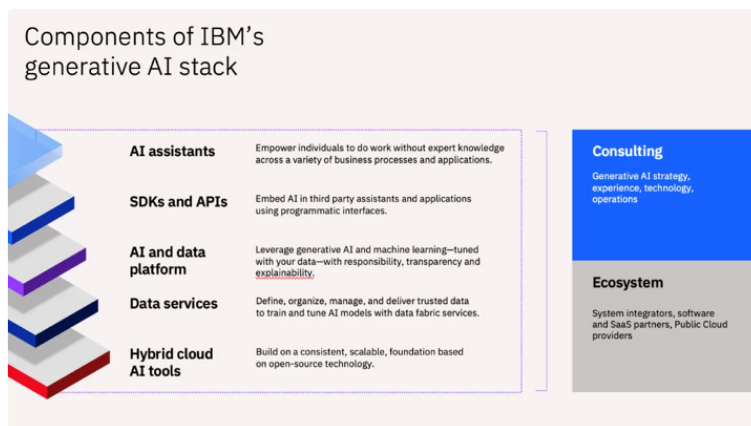 Components of IBM's
generative AI stack
AI assistants
Empower individuals to do work without expert knowledge
across a variety of business processes and applications.
SDKs and APIs
Embed AI in third party assistants and applications
using programmatic interfaces.
AI and data
platform
Leverage generative AI and machine learning—tuned
with your data—with responsibility, transparency and
explainability.
Data services
Define, organize, manage, and deliver trusted data
to train and tune AI models with data fabric services.
Hybrid cloud
AI tools
Build on a consistent, scalable, foundation based
on open-source technology.
Consulting
Generative AI strategy,
experience, technology,
operations
Ecosystem
System integrators, software
and SaaS partners, Public Cloud
providers